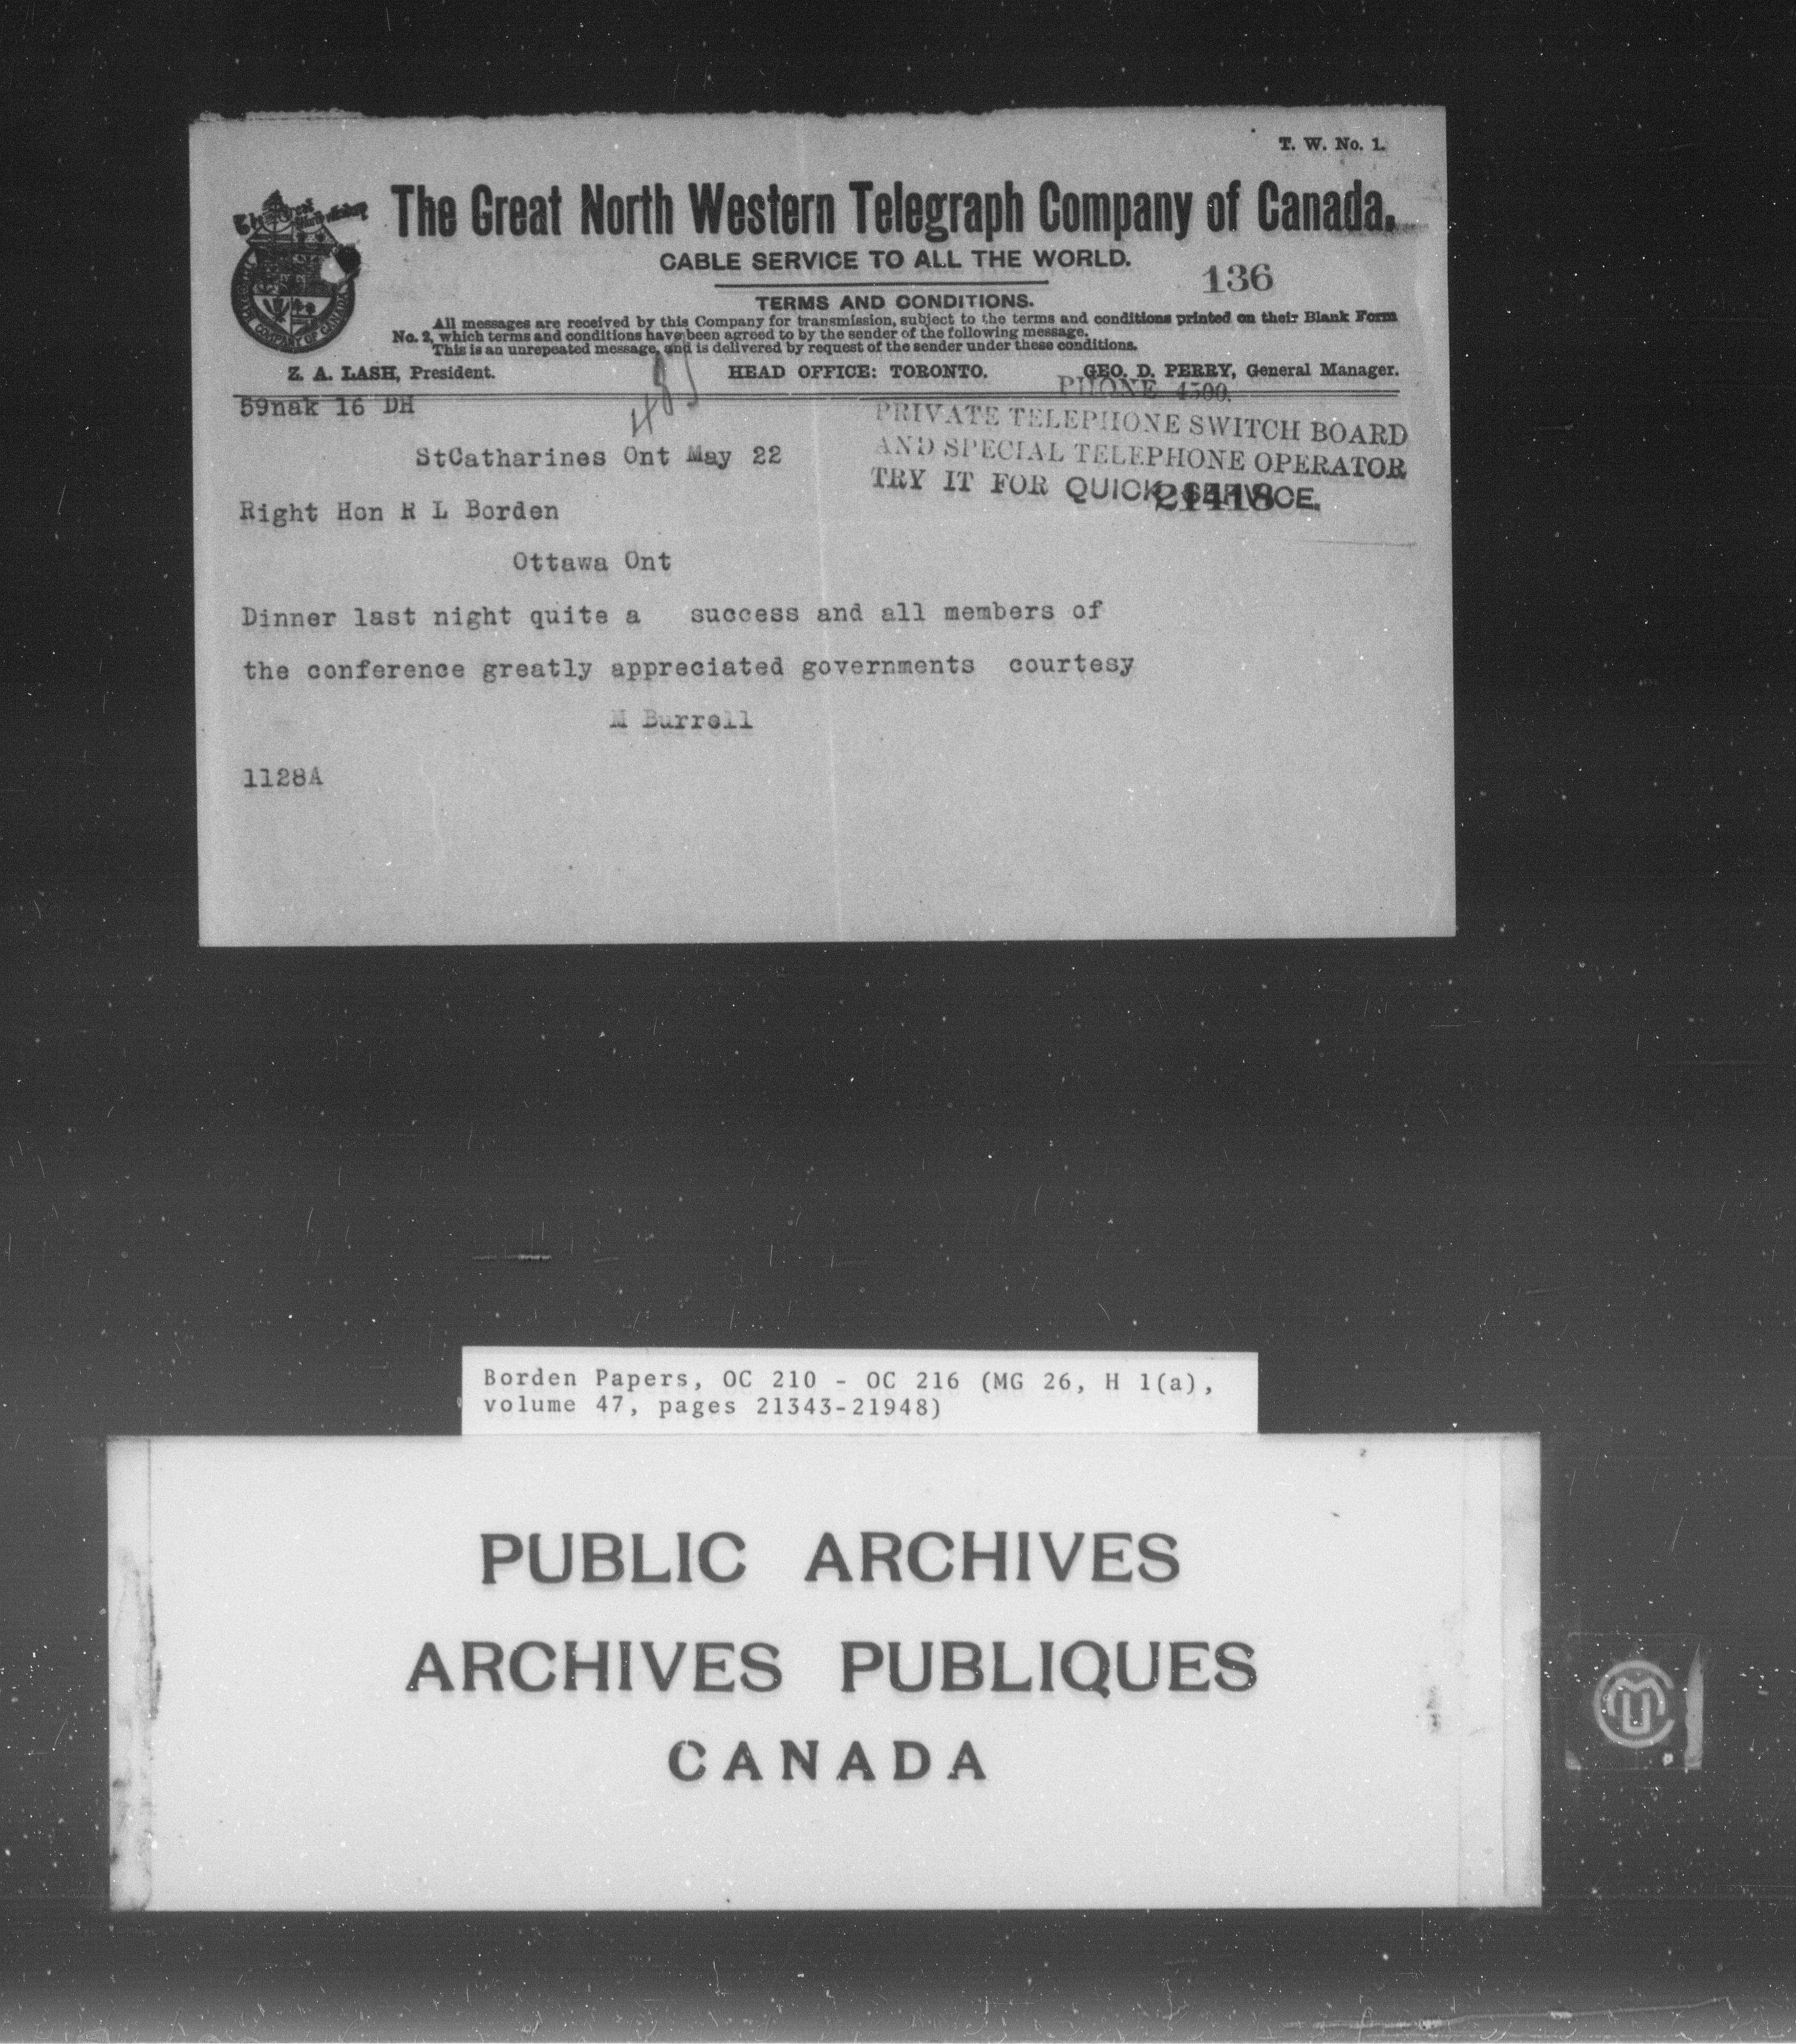 T. W. No. 1.
The Great North Western Telegraph Company of Canada.
CABLE SERVICE TO ALL THE WORLD.
136
TERMS AND CONDITIONS.
All messages are received by this Company for transmission, subject to the terms and conditions printed on their Blank Form
No. 2, which terms and conditions have been agreed to by the sender of the following message.
This is an unrepeated message, and is delivered by request of the sender under these conditions.
Z. A. LASH, President. HEAD OFFICE: TORONTO. GEO. D. PERRY, General Manager.
PHONE 4500.
59nak 16 DH
PRIVATE TELEPHONE SWITCH BOARD
AND SPECIAL TELEPHONE OPERATOR
TRY IT FOR QUICK SERVICE.
21418
StCatharines Ont May 22
Right Hon R L Borden
Ottawa Ont
Dinner last night quite a success and all members of
the conference greatly appreciated governments courtesy
M Burrell
1128A
Borden Papers, OC 210 - OC 216 (MG 26, H 1(a),
volume 47, pages 21343-21948)
PUBLIC ARCHIVES
ARCHIVES PUBLIQUES
CANADA